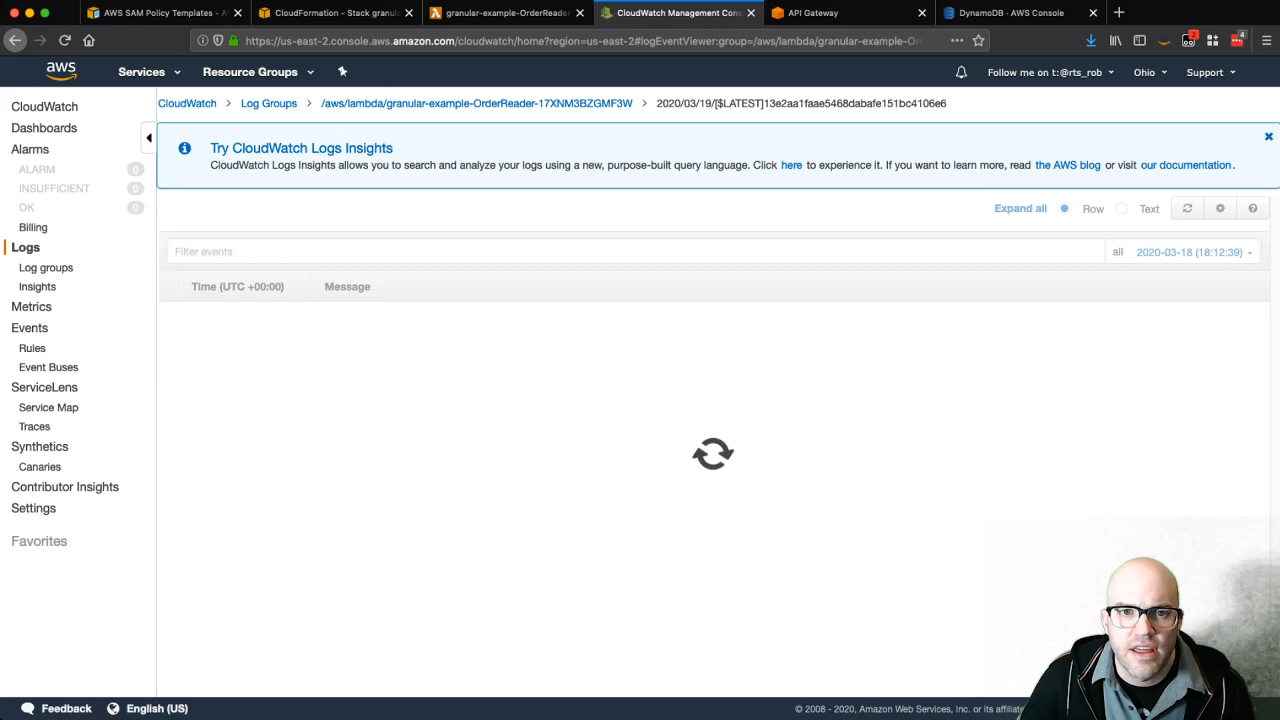 AWS SAM Policy Templates - A
CloudFormation - Stack granul
granular-example-OrderReader
CloudWatch Management Cons
API Gateway
DynamoDB · AWS Console
https://us-east-2.console.aws.amazon.com/cloudwatch/home?region=us-east-2#logEventViewer:group=/aws/lambda/granular-example-Or
2
4
aws
Services
Resource Groups
Follow me on t:@rts_rob
Ohio
Support
CloudWatch
Dashboards
Alarms
ALARM 0
INSUFFICIENT 0
OK 0
Billing
Logs
Log groups
Insights
Metrics
Events
Rules
Event Buses
ServiceLens
Service Map
Traces
Synthetics
Canaries
Contributor Insights
Settings
Favorites
CloudWatch > Log Groups > /aws/lambda/granular-example-OrderReader-17XNM3BZGMF3W > 2020/03/19/[$LATEST]13e2aa1faae5468dabafe151bc4106e6
Try CloudWatch Logs Insights
CloudWatch Logs Insights allows you to search and analyze your logs using a new, purpose-built query language. Click here to experience it. If you want to learn more, read the AWS blog or visit our documentation.
Expand all Row Text
Filter events
all 2020-03-18 (18:12:39)
Time (UTC +00:00) Message
Feedback English (US)
© 2008 - 2020, Amazon Web Services, Inc. or its affiliate